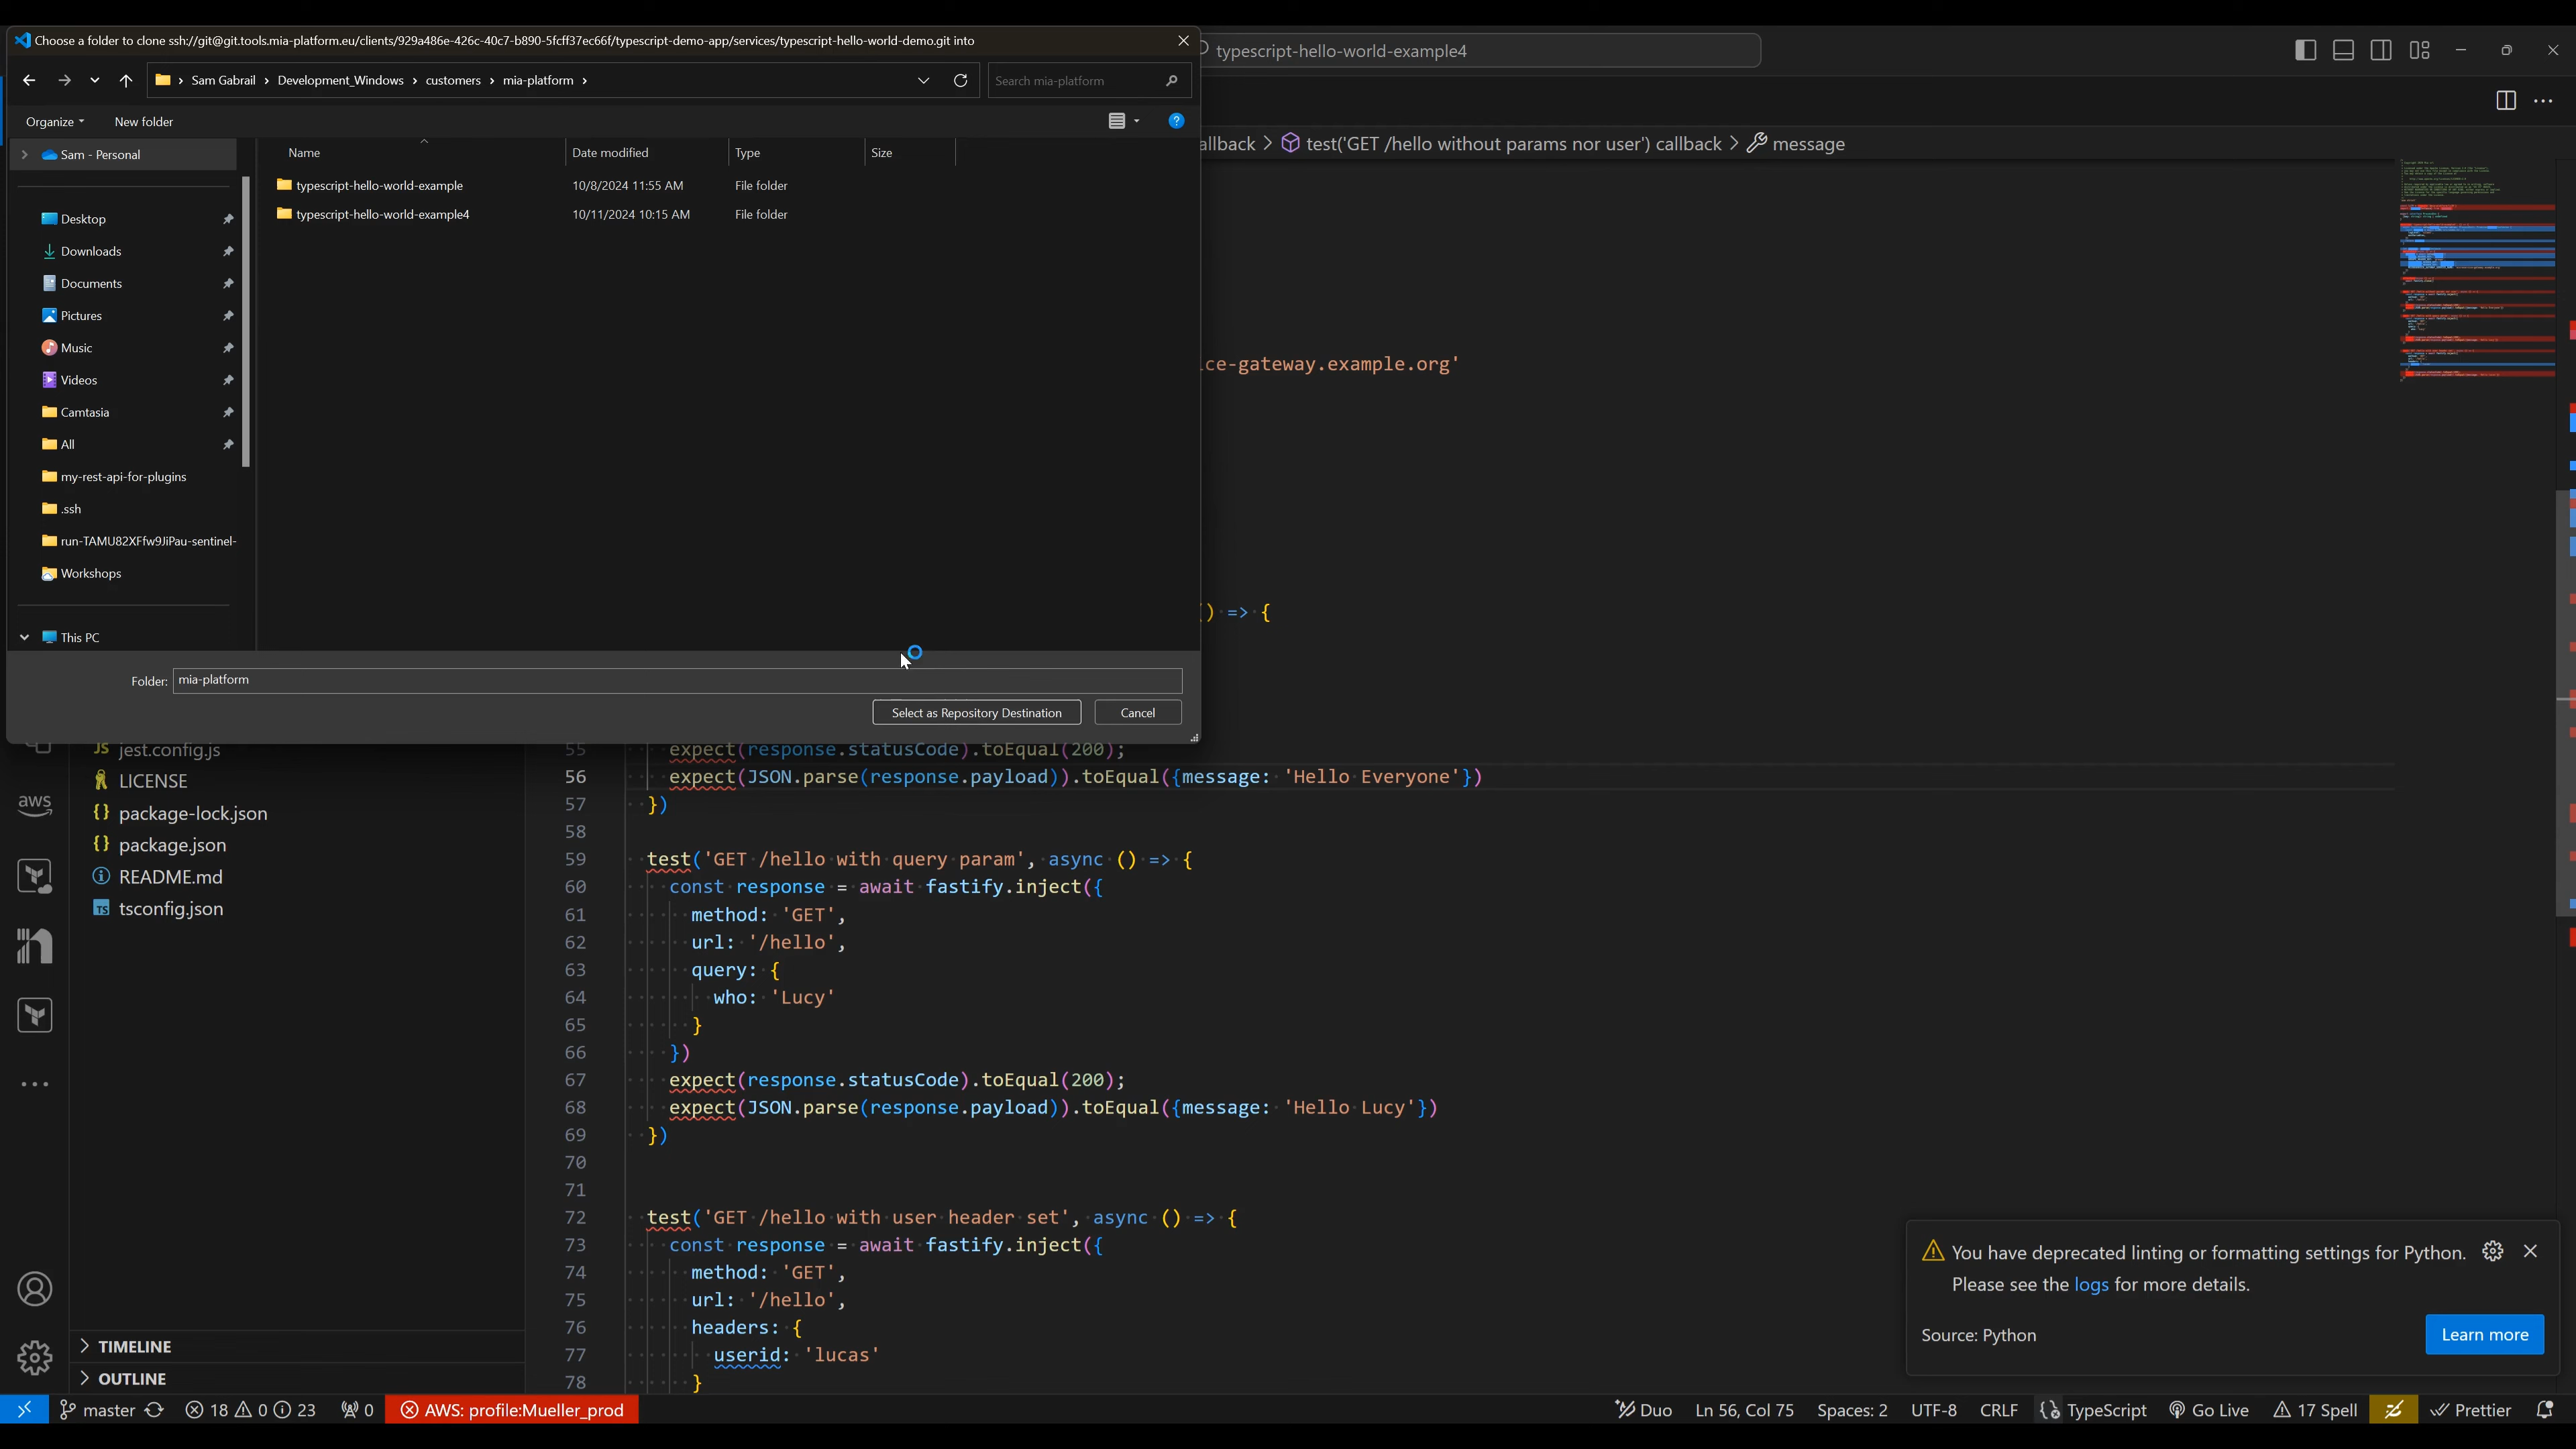 Choose a folder to clone ssh://git@git.tools.mia-platform.eu/clients/929a486e-426c-40c7-b890-5fcff37ec66f/typescript-demo-app/services/typescript-hello-world-demo.git into
typescript-hello-world-example4
Sam Gabrail > Development_Windows > customers > mia-platform >
Search mia-platform
Organize
New folder
allback > test('GET /hello without params nor user') callback > message
Name
Date modified
Type
Size
Sam - Personal
typescript-hello-world-example 10/8/2024 11:55 AM File folder
typescript-hello-world-example4 10/11/2024 10:15 AM File folder
Desktop
Downloads
Documents
Pictures
Music
Videos
Camtasia
All
my-rest-api-for-plugins
.ssh
run-TAMU82XFfw9JiPau-sentinel-
Workshops
This PC
ce-gateway.example.org'
() => {
Folder: mia-platform
Select as Repository Destination
Cancel
JS jest.config.js
LICENSE
{} package-lock.json
{} package.json
README.md
TS tsconfig.json
aws
55 expect(response.statusCode).toEqual(200);
56 expect(JSON.parse(response.payload)).toEqual({message: 'Hello Everyone'})
57 })
58
59 test('GET /hello with query param', async () => {
60 const response = await fastify.inject({
61 method: 'GET',
62 url: '/hello',
63 query: {
64 who: 'Lucy'
65 }
66 })
67 expect(response.statusCode).toEqual(200);
68 expect(JSON.parse(response.payload)).toEqual({message: 'Hello Lucy'})
69 })
70
71
72 test('GET /hello with user header set', async () => {
73 const response = await fastify.inject({
74 method: 'GET',
75 url: '/hello',
76 headers: {
77 userid: 'lucas'
78 }
TIMELINE
OUTLINE
You have deprecated linting or formatting settings for Python.
Please see the logs for more details.
Source: Python
Learn more
master 18 0 23 0 AWS: profile:Mueller_prod Duo Ln 56, Col 75 Spaces: 2 UTF-8 CRLF TypeScript Go Live 17 Spell Prettier